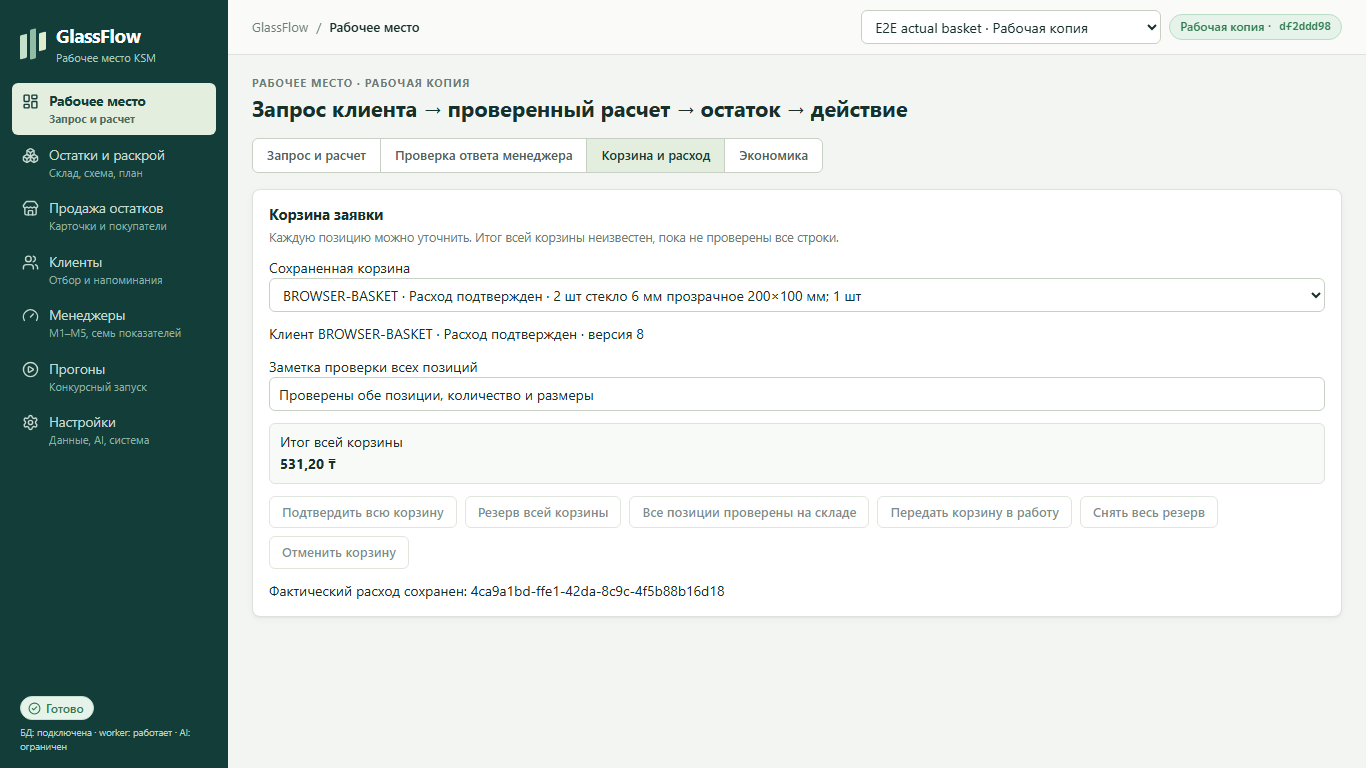 GlassFlow
Рабочее место KSM
Рабочее место
Запрос и расчет
Остатки и раскрой
Склад, схема, план
Продажа остатков
Карточки и покупатели
Клиенты
Отбор и напоминания
Менеджеры
М1–М5, семь показателей
Прогоны
Конкурсный запуск
Настройки
Данные, AI, система
Готово
БД: подключена · worker: работает · AI:
ограничен
GlassFlow / Рабочее место
E2E actual basket · Рабочая копия
Рабочая копия · df2ddd98
РАБОЧЕЕ МЕСТО · РАБОЧАЯ КОПИЯ
Запрос клиента → проверенный расчет → остаток → действие
Запрос и расчет
Проверка ответа менеджера
Корзина и расход
Экономика
Корзина заявки
Каждую позицию можно уточнить. Итог всей корзины неизвестен, пока не проверены все строки.
Сохраненная корзина
BROWSER-BASKET · Расход подтвержден · 2 шт стекло 6 мм прозрачное 200×100 мм; 1 шт
Клиент BROWSER-BASKET · Расход подтвержден · версия 8
Заметка проверки всех позиций
Проверены обе позиции, количество и размеры
Итог всей корзины
531,20 ₸
Подтвердить всю корзину
Резерв всей корзины
Все позиции проверены на складе
Передать корзину в работу
Снять весь резерв
Отменить корзину
Фактический расход сохранен: 4ca9a1bd-ffe1-42da-8c9c-4f5b88b16d18